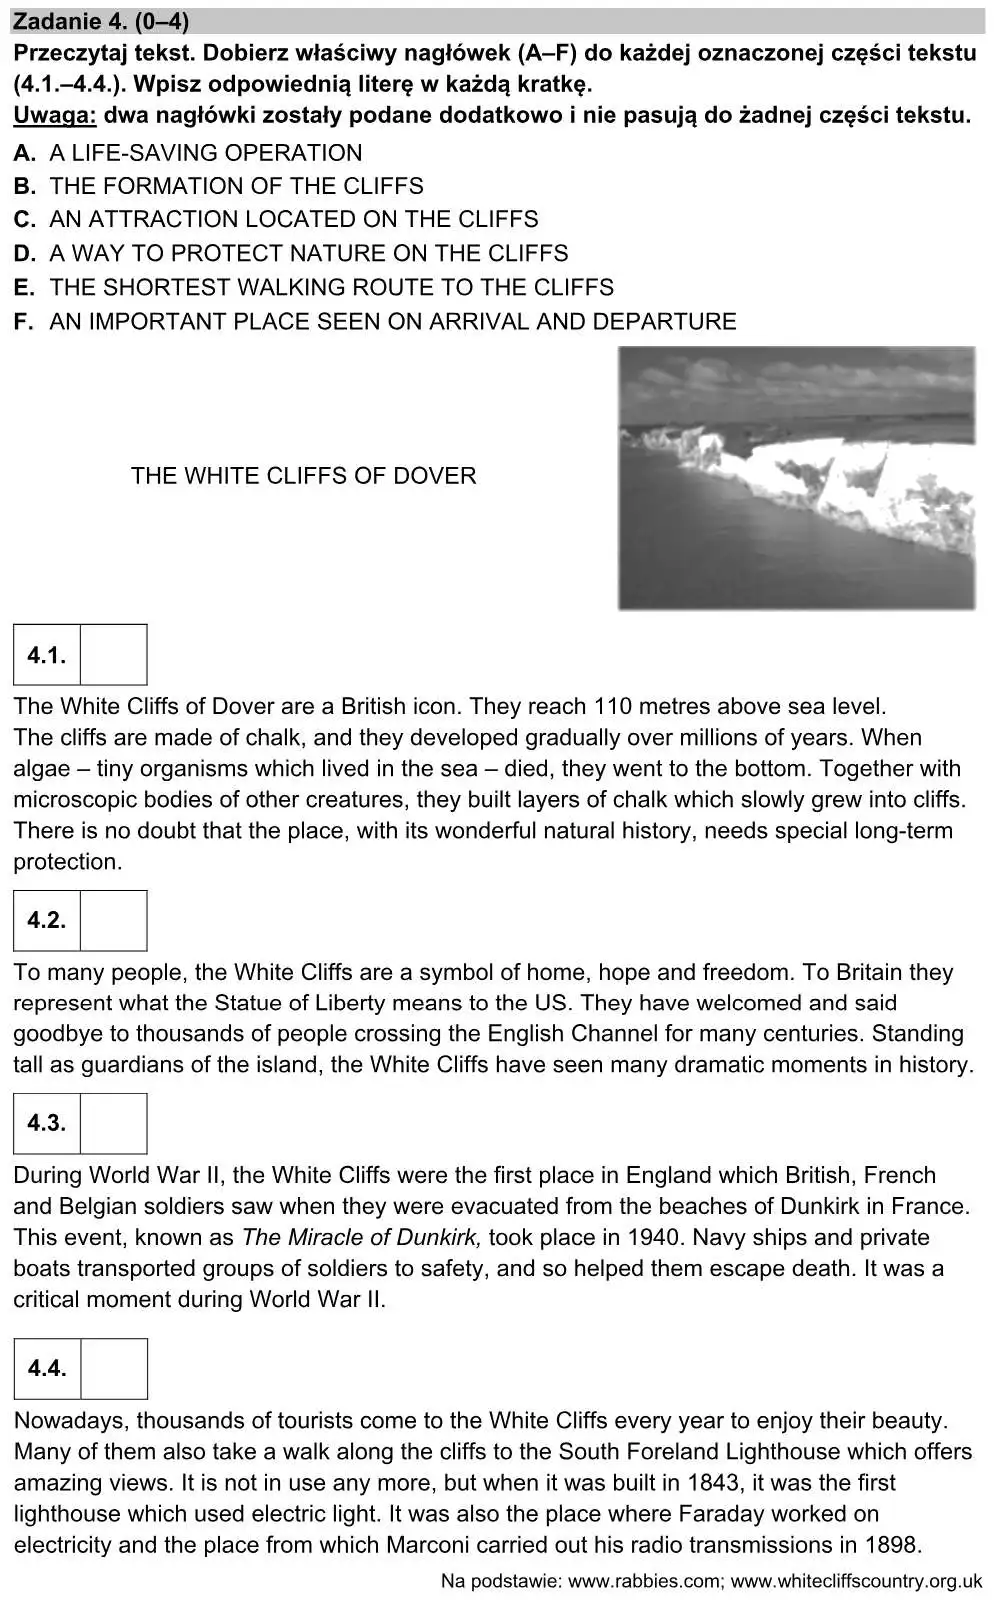 Zadanie 4. (0–4)
Przeczytaj tekst. Dobierz właściwy nagłówek (A–F) do każdej oznaczonej części tekstu
(4.1.–4.4.). Wpisz odpowiednią literę w każdą kratkę.
Uwaga: dwa nagłówki zostały podane dodatkowo i nie pasują do żadnej części tekstu.
A. A LIFE-SAVING OPERATION
B. THE FORMATION OF THE CLIFFS
C. AN ATTRACTION LOCATED ON THE CLIFFS
D. A WAY TO PROTECT NATURE ON THE CLIFFS
E. THE SHORTEST WALKING ROUTE TO THE CLIFFS
F. AN IMPORTANT PLACE SEEN ON ARRIVAL AND DEPARTURE
THE WHITE CLIFFS OF DOVER
4.1.
The White Cliffs of Dover are a British icon. They reach 110 metres above sea level.
The cliffs are made of chalk, and they developed gradually over millions of years. When
algae – tiny organisms which lived in the sea – died, they went to the bottom. Together with
microscopic bodies of other creatures, they built layers of chalk which slowly grew into cliffs.
There is no doubt that the place, with its wonderful natural history, needs special long-term
protection.
4.2.
To many people, the White Cliffs are a symbol of home, hope and freedom. To Britain they
represent what the Statue of Liberty means to the US. They have welcomed and said
goodbye to thousands of people crossing the English Channel for many centuries. Standing
tall as guardians of the island, the White Cliffs have seen many dramatic moments in history.
4.3.
During World War II, the White Cliffs were the first place in England which British, French
and Belgian soldiers saw when they were evacuated from the beaches of Dunkirk in France.
This event, known as The Miracle of Dunkirk, took place in 1940. Navy ships and private
boats transported groups of soldiers to safety, and so helped them escape death. It was a
critical moment during World War II.
4.4.
Nowadays, thousands of tourists come to the White Cliffs every year to enjoy their beauty.
Many of them also take a walk along the cliffs to the South Foreland Lighthouse which offers
amazing views. It is not in use any more, but when it was built in 1843, it was the first
lighthouse which used electric light. It was also the place where Faraday worked on
electricity and the place from which Marconi carried out his radio transmissions in 1898.
Na podstawie: www.rabbies.com; www.whitecliffscountry.org.uk